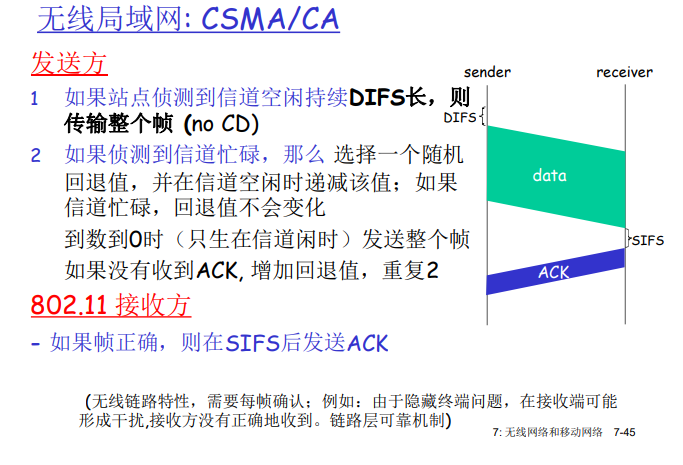 无线局域网: CSMA/CA
发送方
1 如果站点侦测到信道空闲持续DIFS长，则
传输整个帧 (no CD)
2 如果侦测到信道忙碌，那么 选择一个随机
回退值，并在信道空闲时递减该值；如果
信道忙碌，回退值不会变化
到数到0时（只生在信道闲时）发送整个帧
如果没有收到ACK, 增加回退值，重复2
802.11 接收方
- 如果帧正确，则在SIFS后发送ACK
sender
receiver
DIFS
data
SIFS
ACK
(无线链路特性，需要每帧确认；例如：由于隐藏终端问题，在接收端可能
形成干扰,接收方没有正确地收到。链路层可靠机制)
7: 无线网络和移动网络 7-45